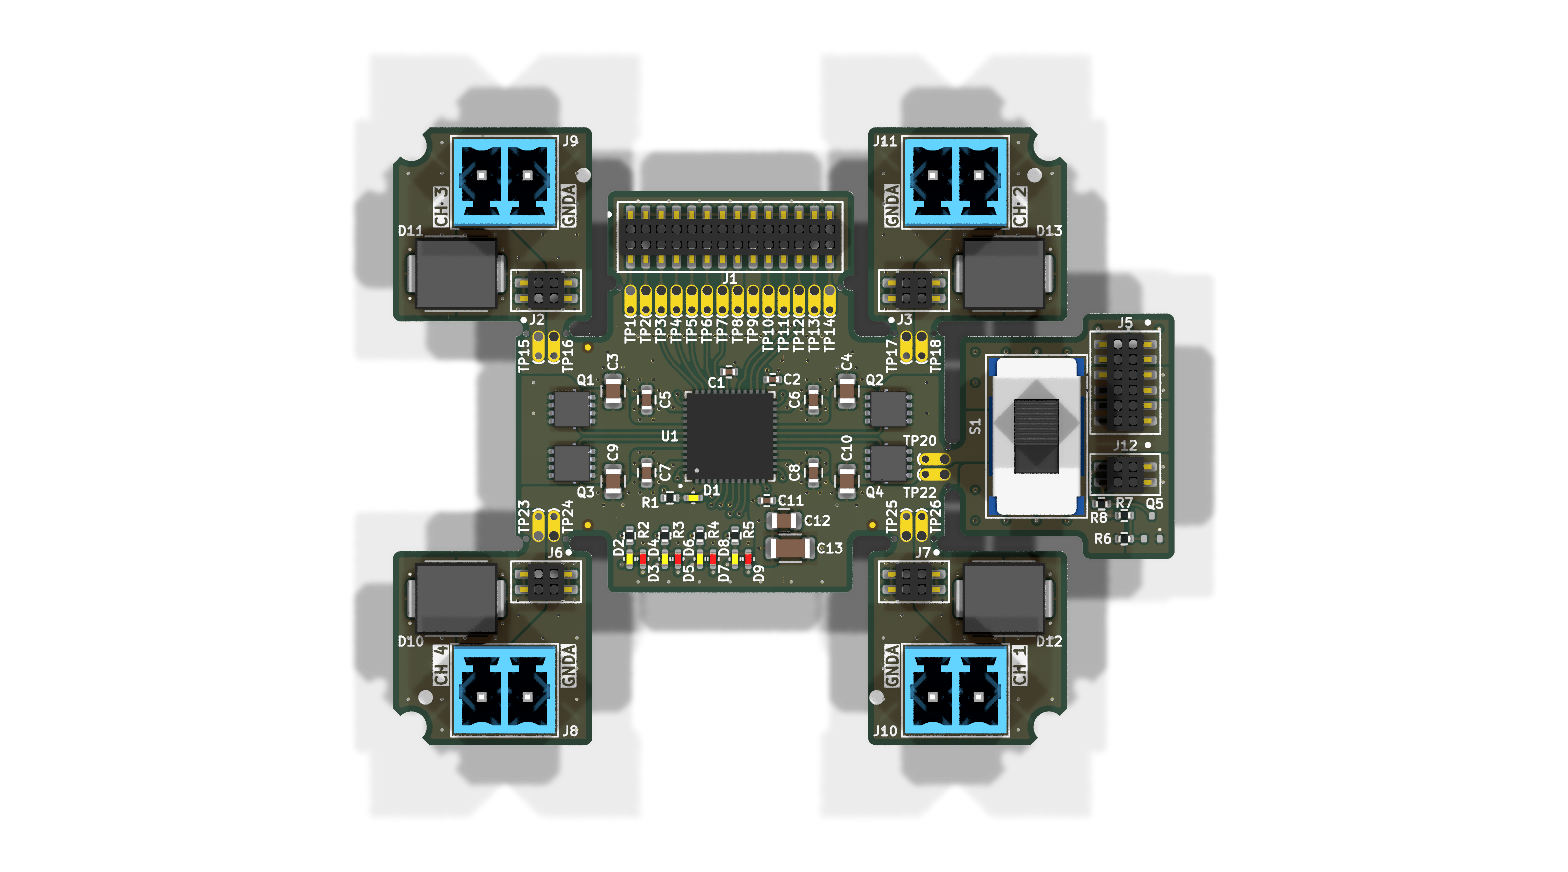 J9
J11
CH 3
GNDA
GNDA
CH 2
D11
D13
J1
J2
J3
J5
TP1
TP2
TP3
TP4
TP5
TP6
TP7
TP8
TP9
TP10
TP11
TP12
TP13
TP14
TP15
TP16
TP17
TP18
C3
C4
Q1
C1
C2
Q2
C5
C6
S1
U1
TP20
J12
C9
C7
C8
C10
Q3
R1
D1
C11
Q4
TP22
R8
R7
Q5
TP23
TP24
C12
TP25
TP26
R6
D2
R2
D4
R3
D6
R4
D8
R5
C13
J6
D3
D5
D7
D9
J7
D10
D12
CH 4
GNDA
GNDA
CH 1
J8
J10